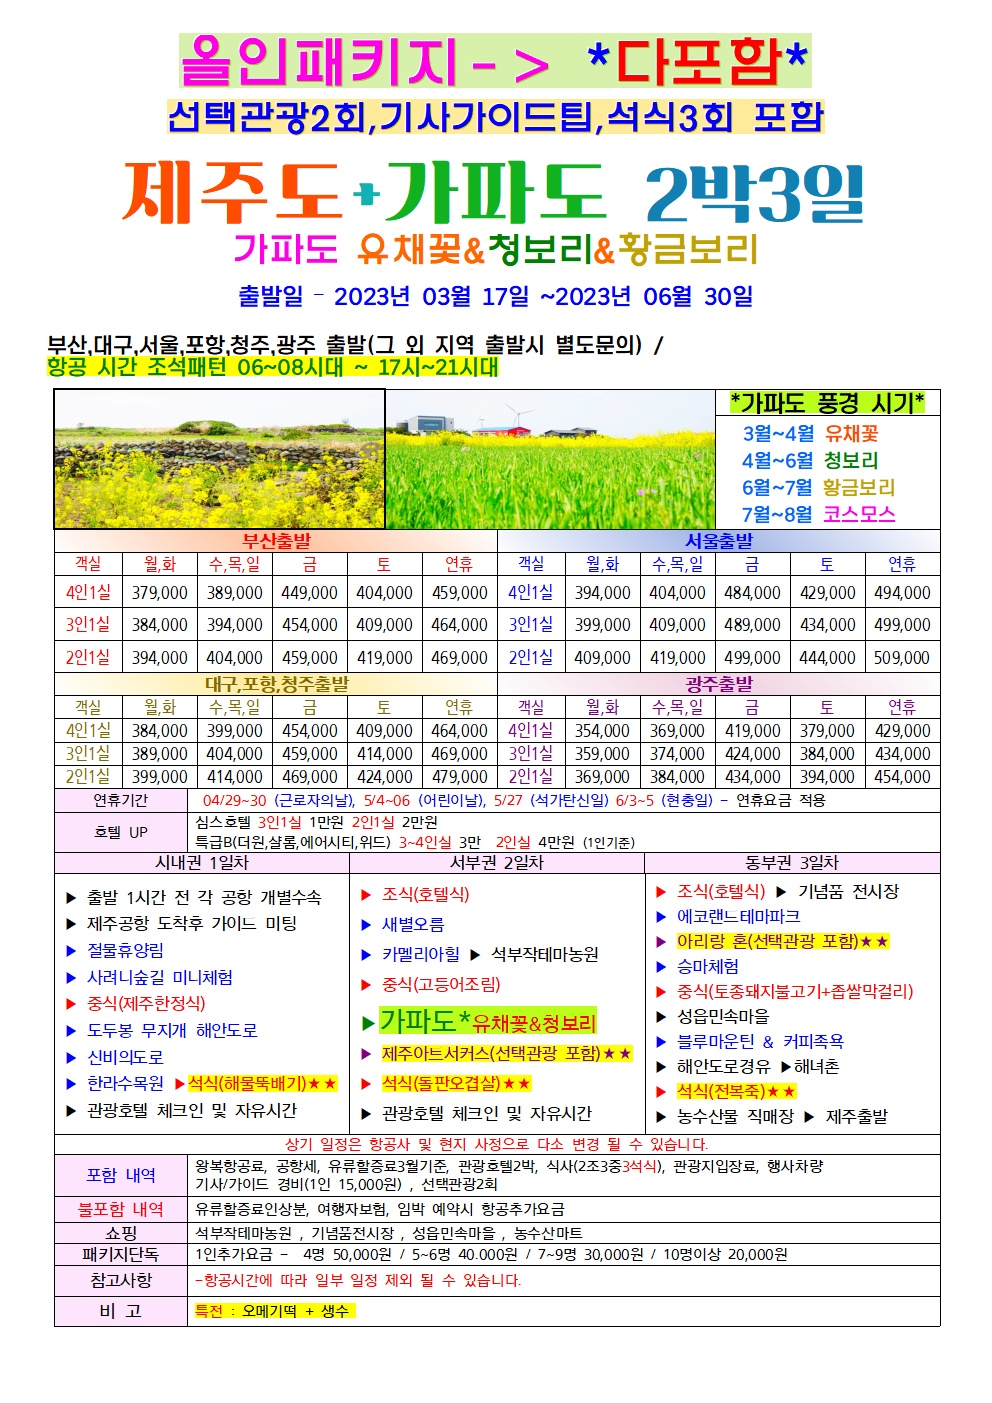 올인패키지-> *다포함*
선택관광2회,기사가이드팁,석식3회 포함
제주도+가파도 2박3일
가파도 유채꽃&청보리&황금보리
출발일 - 2023년 03월 17일 ~2023년 06월 30일
부산,대구,서울,포항,청주,광주 출발(그 외 지역 출발시 별도문의) /
항공 시간 조석패턴 06~08시대 ~ 17시~21시대
*가파도 풍경 시기*
3월~4월 유채꽃
4월~6월 청보리
6월~7월 황금보리
7월~8월 코스모스
부산출발 서울출발
객실 월,화 수,목,일 금 토 연휴 객실 월,화 수,목,일 금 토 연휴
4인1실 379,000 389,000 449,000 404,000 459,000 4인1실 394,000 404,000 484,000 429,000 494,000
3인1실 384,000 394,000 454,000 409,000 464,000 3인1실 399,000 409,000 489,000 434,000 499,000
2인1실 394,000 404,000 459,000 419,000 469,000 2인1실 409,000 419,000 499,000 444,000 509,000
대구,포항,청주출발 광주출발
객실 월,화 수,목,일 금 토 연휴 객실 월,화 수,목,일 금 토 연휴
4인1실 384,000 399,000 454,000 409,000 464,000 4인1실 354,000 369,000 419,000 379,000 429,000
3인1실 389,000 404,000 459,000 414,000 469,000 3인1실 359,000 374,000 424,000 384,000 434,000
2인1실 399,000 414,000 469,000 424,000 479,000 2인1실 369,000 384,000 434,000 394,000 454,000
연휴기간 04/29~30 (근로자의날), 5/4~06 (어린이날), 5/27 (석가탄신일) 6/3~5 (현충일) - 연휴요금 적용
호텔 UP
심스호텔 3인1실 1만원 2인1실 2만원
특급B(더원,살롬,에어시티,위드) 3~4인실 3만 2인실 4만원 (1인기준)
시내권 1일차
▶ 출발 1시간 전 각 공항 개별수속
▶ 제주공항 도착후 가이드 미팅
▶ 절물휴양림
▶ 사려니숲길 미니체험
▶ 중식(제주한정식)
▶ 도두봉 무지개 해안도로
▶ 신비의도로
▶ 한라수목원 ▶석식(해물뚝배기)★★
▶ 관광호텔 체크인 및 자유시간
서부권 2일차
▶ 조식(호텔식)
▶ 새별오름
▶ 카멜리아힐 ▶ 석부작테마농원
▶ 중식(고등어조림)
▶가파도*유채꽃&청보리
▶ 제주아트서커스(선택관광 포함)★★
▶ 석식(돌판오겹살)★★
▶ 관광호텔 체크인 및 자유시간
동부권 3일차
▶ 조식(호텔식) ▶ 기념품 전시장
▶ 에코랜드테마파크
▶ 아리랑 혼(선택관광 포함)★★
▶ 승마체험
▶ 중식(토종돼지불고기+좁쌀막걸리)
▶ 성읍민속마을
▶ 블루마운틴 & 커피족욕
▶ 해안도로경유 ▶해녀촌
▶ 석식(전복죽)★★
▶ 농수산물 직매장 ▶ 제주출발
상기 일정은 항공사 및 현지 사정으로 다소 변경 될 수 있습니다.
포함 내역
왕복항공료, 공항세, 유류할증료3월기준, 관광호텔2박, 식사(2조3중3석식), 관광지입장료, 행사차량
기사/가이드 경비(1인 15,000원) , 선택관광2회
불포함 내역 유류할증료인상분, 여행자보험, 임박 예약시 항공추가요금
쇼핑 석부작테마농원 , 기념품전시장 , 성읍민속마을 , 농수산마트
패키지단독 1인추가요금 - 4명 50,000원 / 5~6명 40.000원 / 7~9명 30,000원 / 10명이상 20,000원
참고사항 -항공시간에 따라 일부 일정 제외 될 수 있습니다.
비 고 특전 : 오메기떡 + 생수